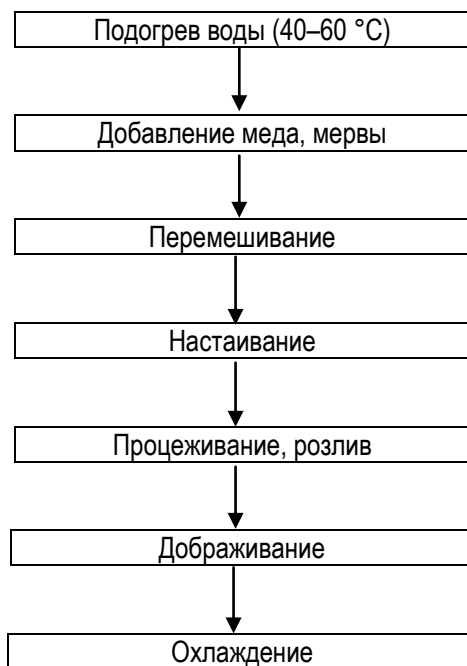 Подогрев воды (40–60 °С)
Добавление меда, мервы
Перемешивание
Настаивание
Процеживание, розлив
Дображивание
Охлаждение